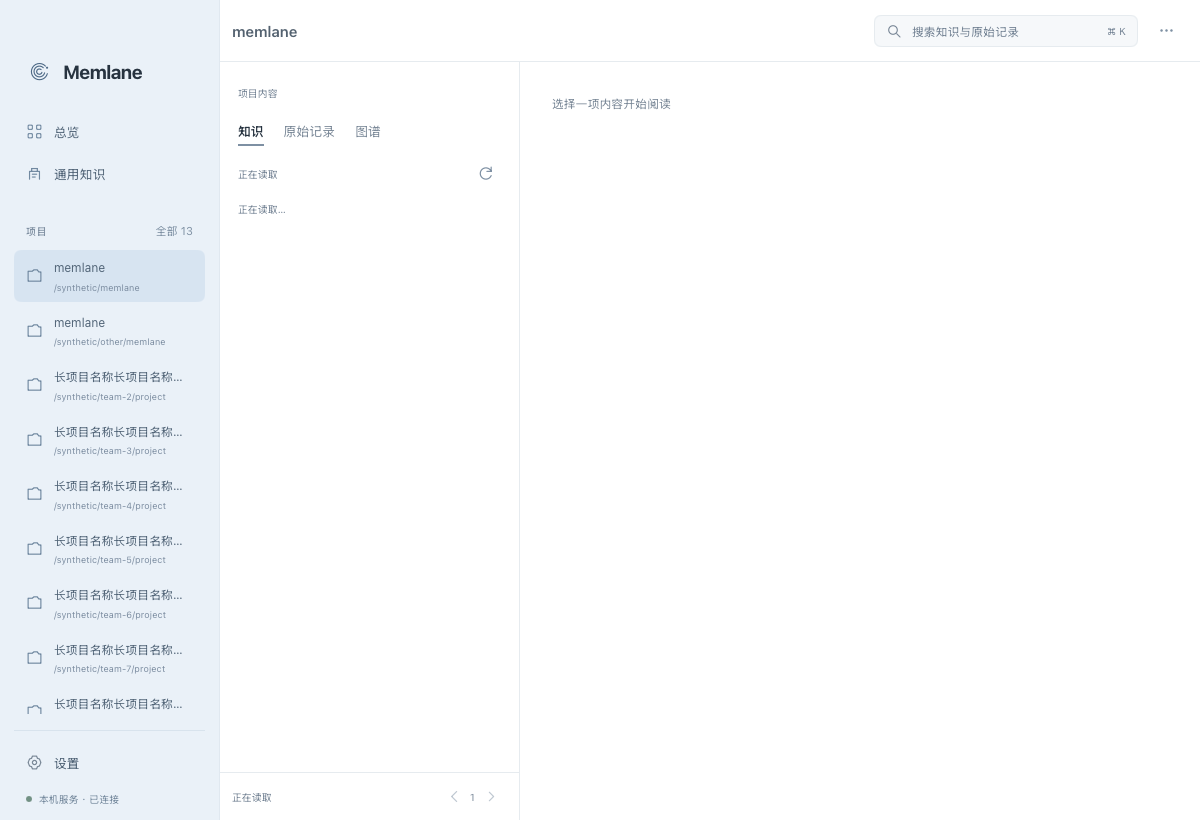 Memlane
总览
通用知识
项目
全部 13
memlane
/synthetic/memlane
memlane
/synthetic/other/memlane
长项目名称长项目名称...
/synthetic/team-2/project
长项目名称长项目名称...
/synthetic/team-3/project
长项目名称长项目名称...
/synthetic/team-4/project
长项目名称长项目名称...
/synthetic/team-5/project
长项目名称长项目名称...
/synthetic/team-6/project
长项目名称长项目名称...
/synthetic/team-7/project
长项目名称长项目名称...
设置
本机服务 · 已连接
memlane
搜索知识与原始记录 ⌘ K
项目内容
知识 原始记录 图谱
正在读取
正在读取...
正在读取 1
选择一项内容开始阅读